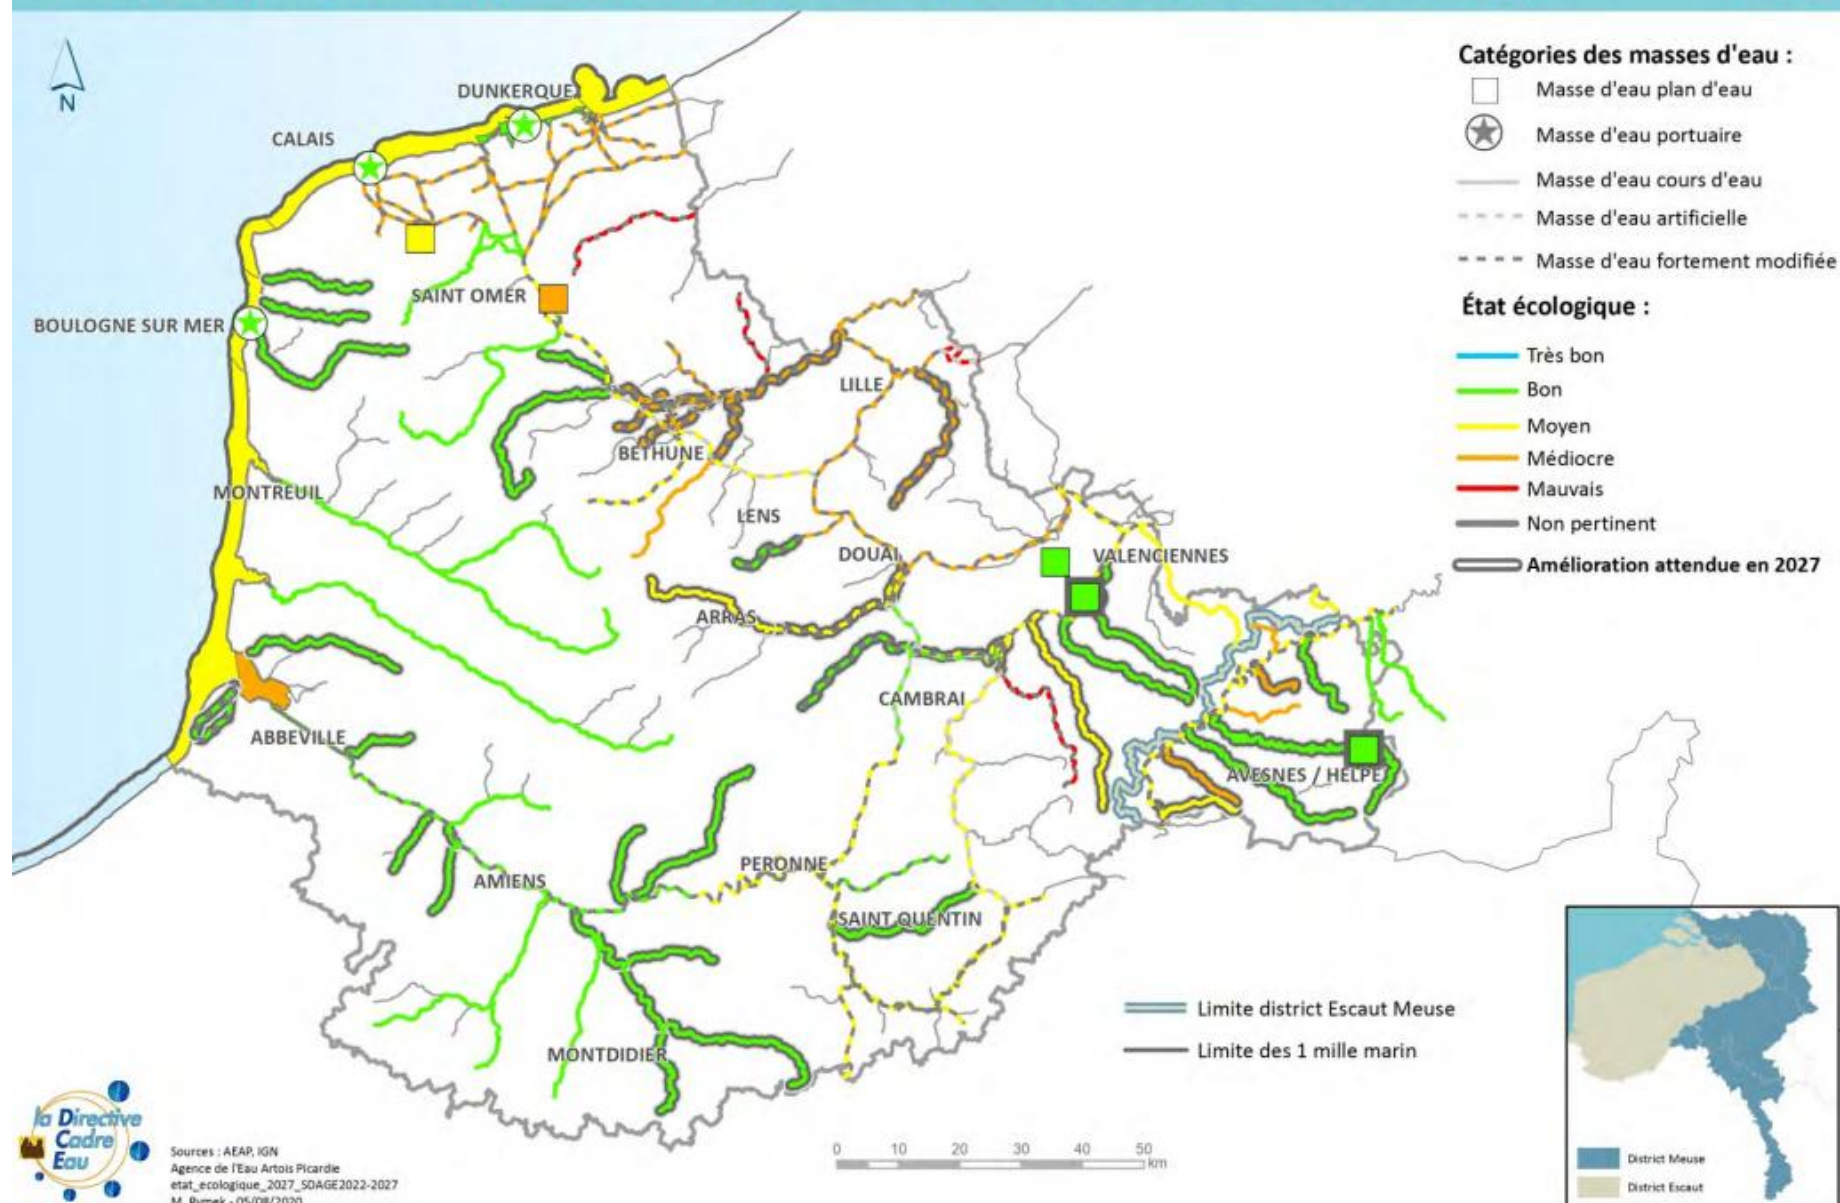 N
DUNKERQUE
CALAIS
SAINT OMER
BOULOGNE SUR MER
LILLE
BETHUNE
MONTREUIL
LENS
DOUAI
VALENCIENNES
ARRAS
CAMBRAI
ABBEVILLE
AVESNES / HELPE
PERONNE
AMIENS
SAINT QUENTIN
MONTDIDIER
Catégories des masses d'eau :
Masse d'eau plan d'eau
Masse d'eau portuaire
Masse d'eau cours d'eau
Masse d'eau artificielle
Masse d'eau fortement modifiée
État écologique :
Très bon
Bon
Moyen
Médiocre
Mauvais
Non pertinent
Amélioration attendue en 2027
Limite district Escaut Meuse
Limite des 1 mille marin
0 10 20 30 40 50
km
District Meuse
District Escaut
la Directive
Cadre
Eau
Sources : AEAP, IGN
Agence de l'Eau Artois Picardie
etat_ecologique_2027_SDAGE2022-2027
M. Rymek - 05/08/2020